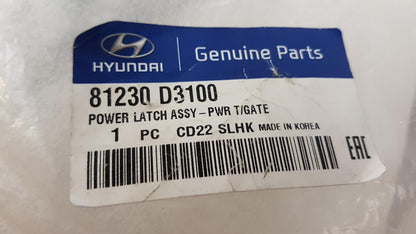 HYUNDAI
Genuine Parts
81230 D3100
POWER LATCH ASSY-PWR T/GATE
1 PC CD22 SLHK MADE IN KOREA
EAC